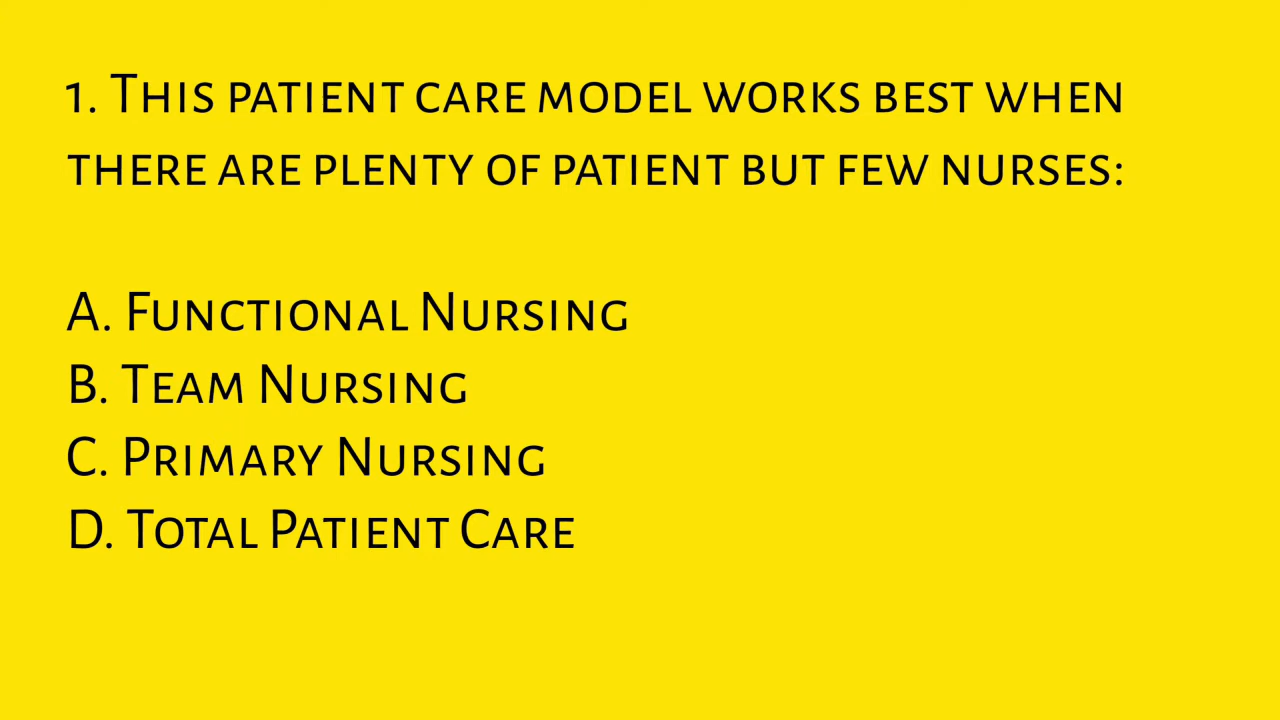 1. This patient care model works best when
there are plenty of patient but few nurses:
A. Functional Nursing
B. Team Nursing
C. Primary Nursing
D. Total Patient Care